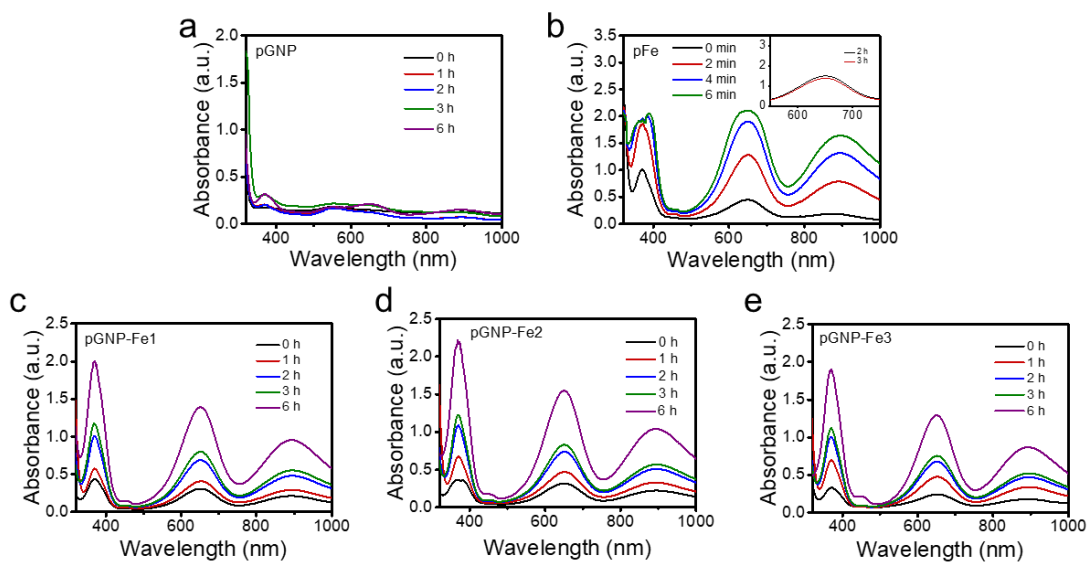 a
pGNP
0 h
1 h
2 h
3 h
6 h
2.0
1.5
1.0
0.5
0.0
400 600 800 1000
Absorbance (a.u.)
Wavelength (nm)
b
pFe
0 min
2 min
4 min
6 min
3
2
1
0
600 700
2 h
3 h
3.5
3.0
2.5
2.0
1.5
1.0
0.5
0.0
400 600 800 1000
Absorbance (a.u.)
Wavelength (nm)
c
pGNP-Fe1
0 h
1 h
2 h
3 h
6 h
2.5
2.0
1.5
1.0
0.5
0.0
400 600 800 1000
Absorbance (a.u.)
Wavelength (nm)
d
pGNP-Fe2
0 h
1 h
2 h
3 h
6 h
2.5
2.0
1.5
1.0
0.5
0.0
400 600 800 1000
Absorbance (a.u.)
Wavelength (nm)
e
pGNP-Fe3
0 h
1 h
2 h
3 h
6 h
2.5
2.0
1.5
1.0
0.5
0.0
400 600 800 1000
Absorbance (a.u.)
Wavelength (nm)